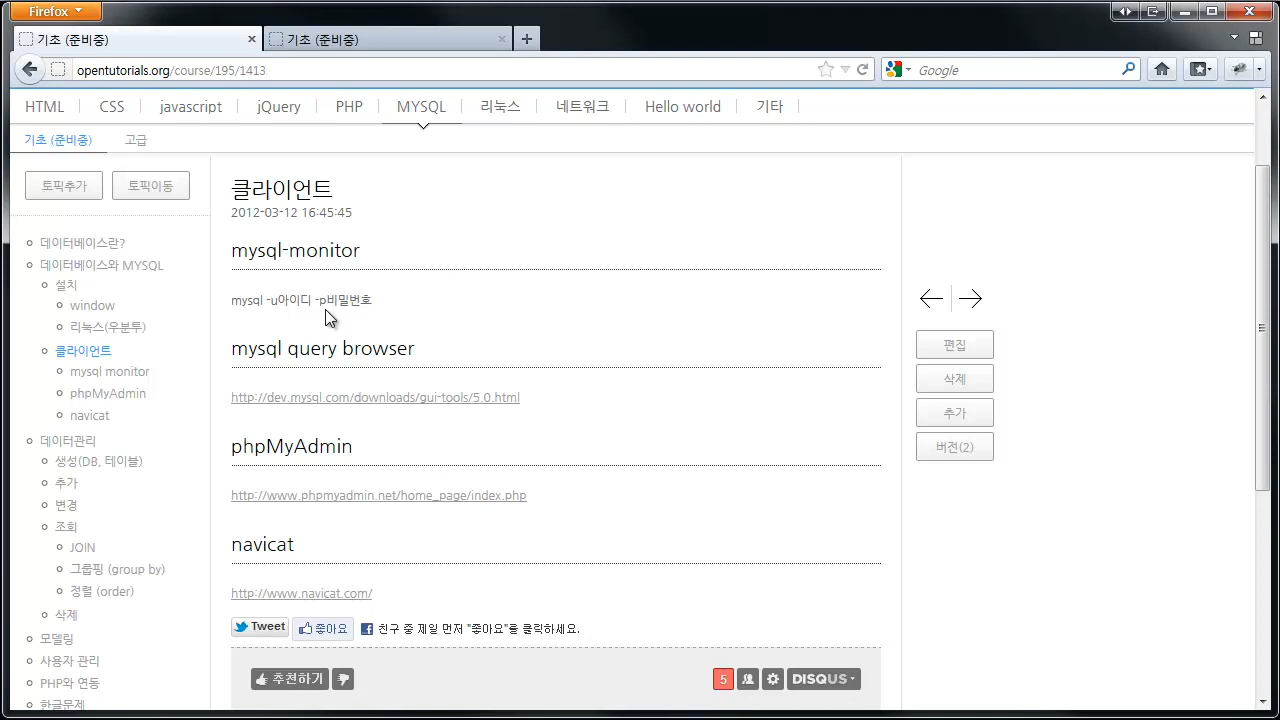 Firefox
기초 (준비중)
기초 (준비중)
opentutorials.org/course/195/1413
Google
HTML
CSS
javascript
jQuery
PHP
MYSQL
리눅스
네트워크
Hello world
기타
기초 (준비중)
고급
토픽추가
토픽이동
데이터베이스란?
데이터베이스와 MYSQL
설치
window
리눅스(우분투)
클라이언트
mysql monitor
phpMyAdmin
navicat
데이터관리
생성(DB, 테이블)
추가
변경
조회
JOIN
그룹핑 (group by)
정렬 (order)
삭제
모델링
사용자 관리
PHP와 연동
한글문제
클라이언트
2012-03-12 16:45:45
mysql-monitor
mysql -u아이디 -p비밀번호
mysql query browser
http://dev.mysql.com/downloads/gui-tools/5.0.html
phpMyAdmin
http://www.phpmyadmin.net/home_page/index.php
navicat
http://www.navicat.com/
Tweet
좋아요
친구 중 제일 먼저 "좋아요"를 클릭하세요.
추천하기
5
DISQUS
편집
삭제
추가
버전(2)